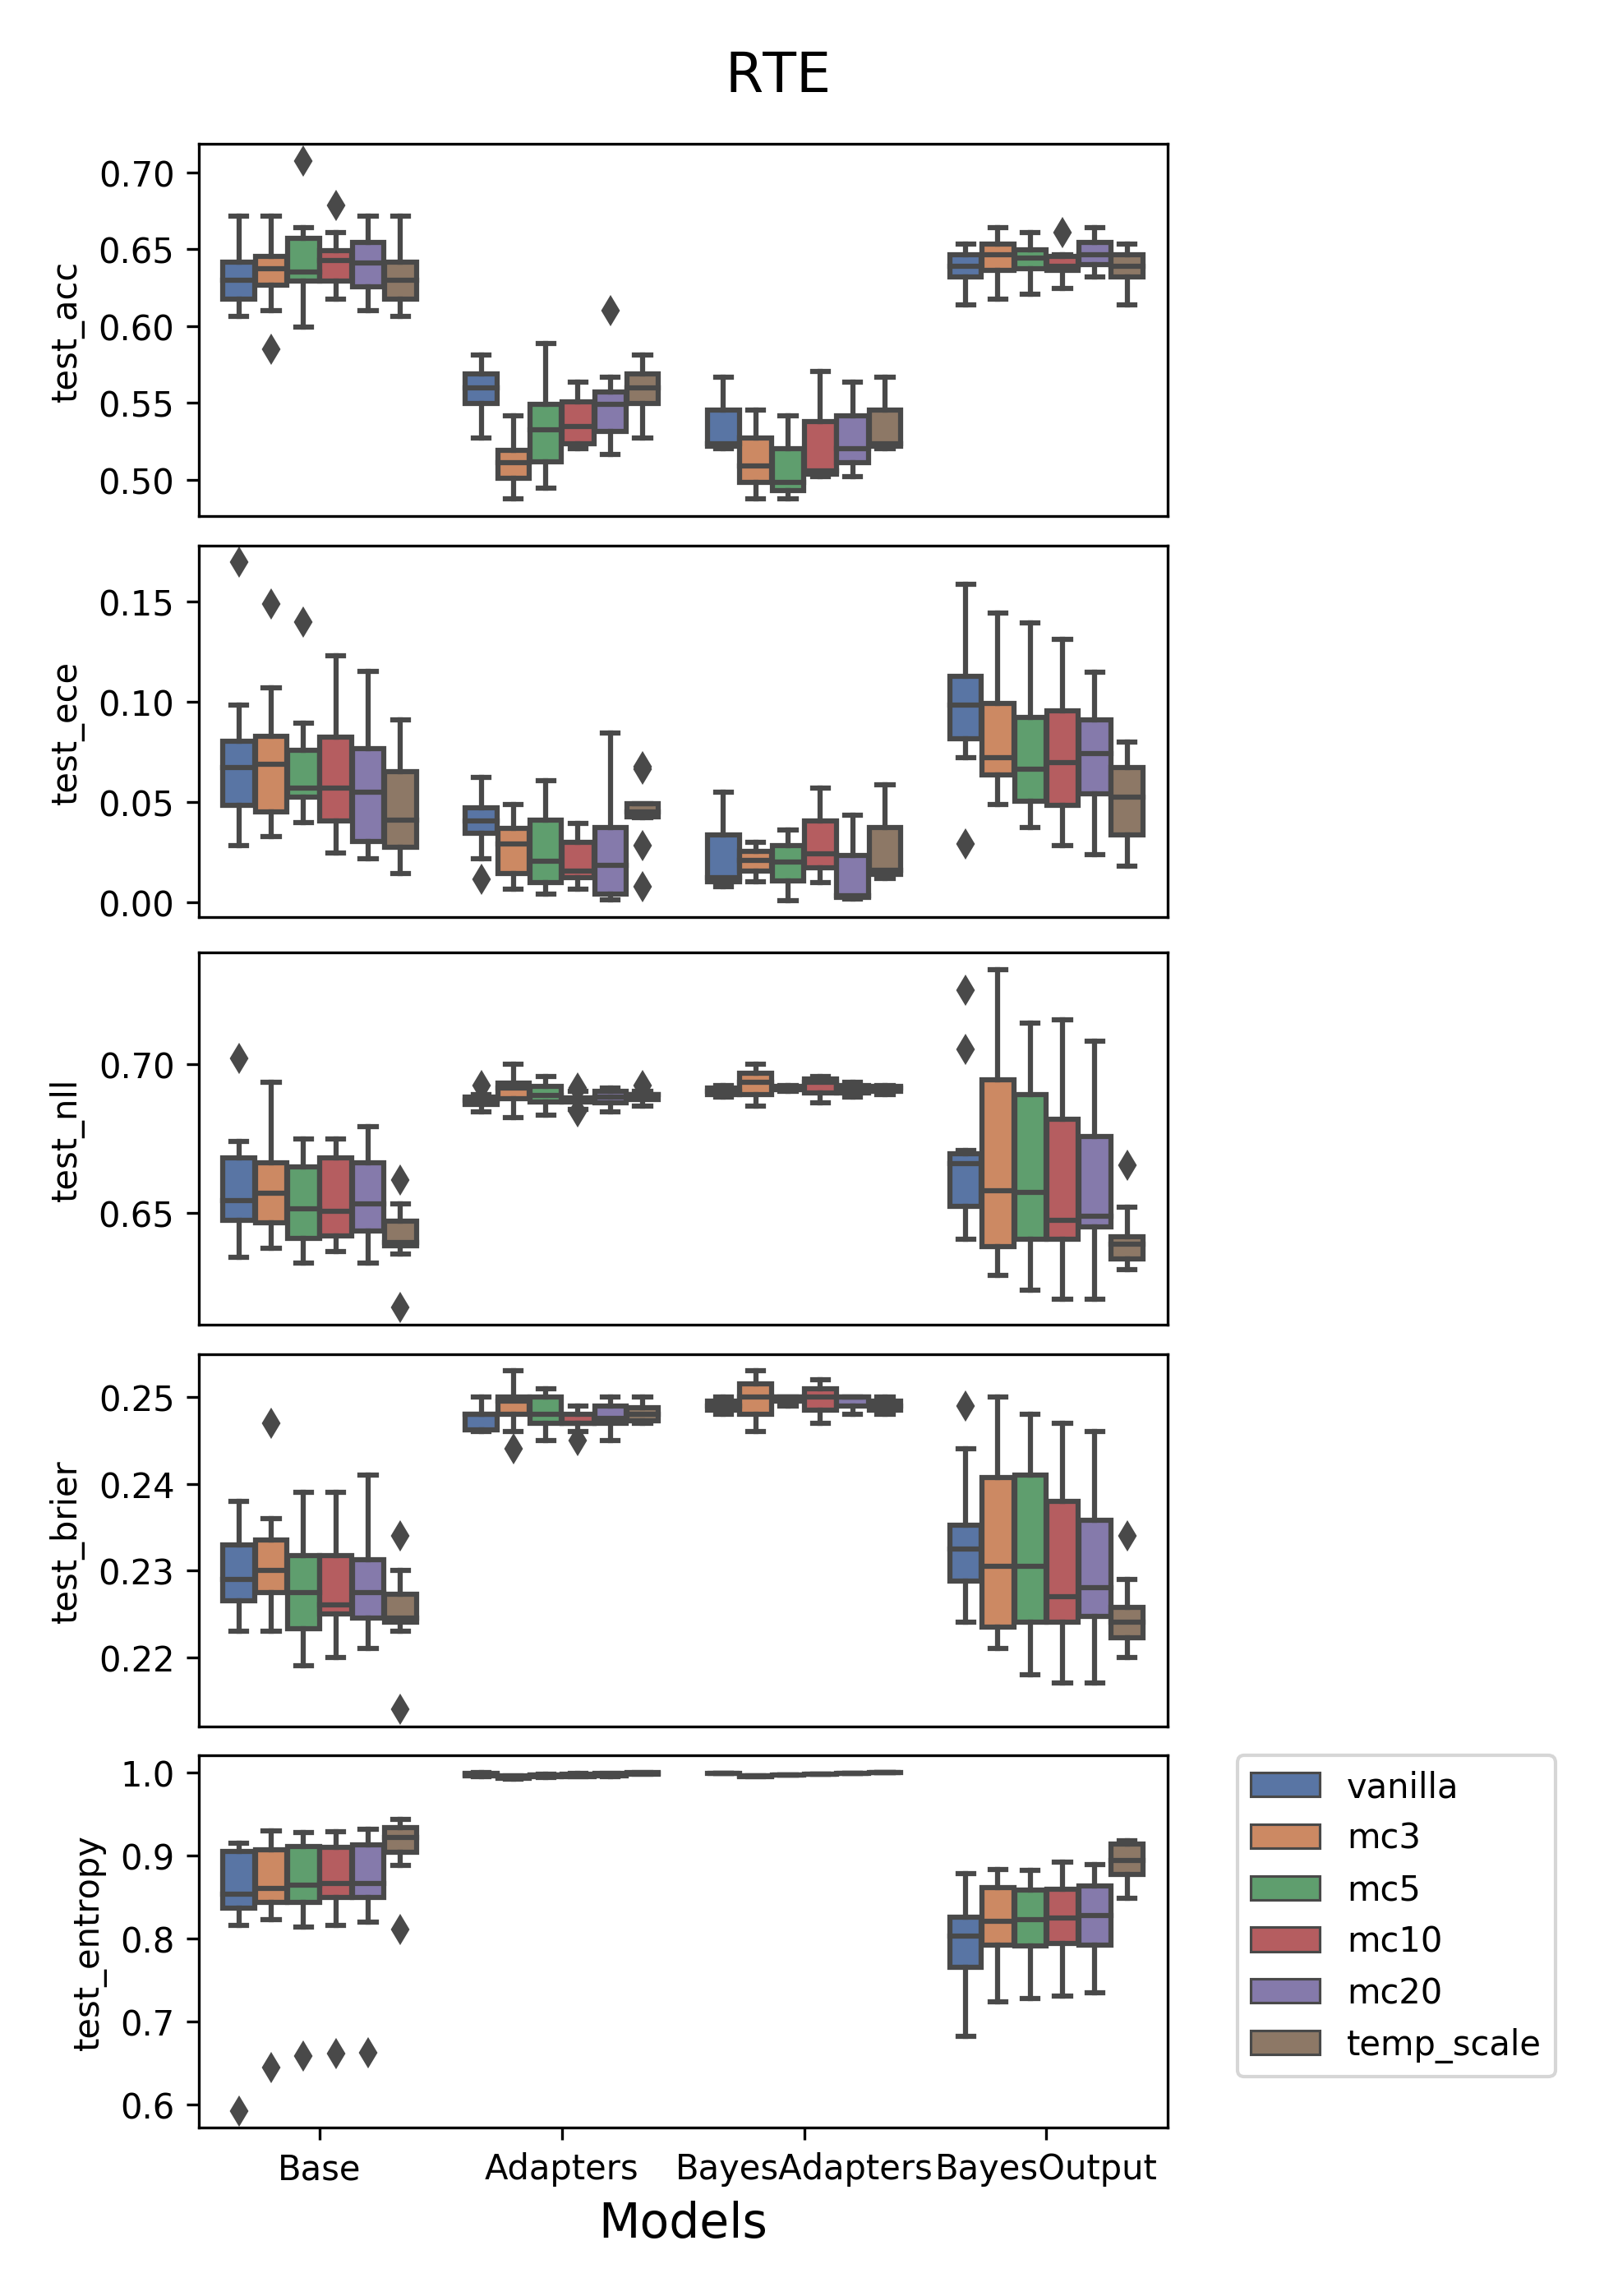 RTE
0.70
0.65
0.60
0.55
0.50
test_acc
0.15
0.10
0.05
0.00
test_ece
0.70
0.65
test_nll
0.25
0.24
0.23
0.22
test_brier
1.0
0.9
0.8
0.7
0.6
test_entropy
vanilla
mc3
mc5
mc10
mc20
temp_scale
Base Adapters BayesAdapters BayesOutput
Models